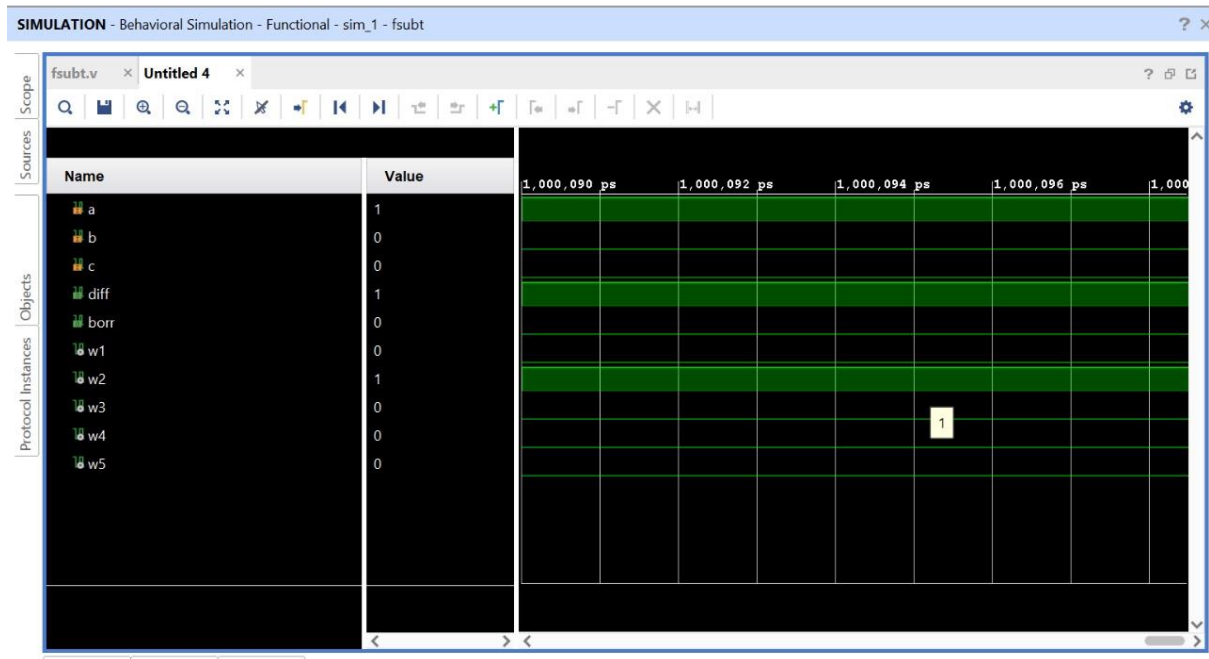 SIMULATION - Behavioral Simulation - Functional - sim_1 - fsubt
?
fsubt.v Untitled 4
?
Scope
Sources
Objects
Protocol Instances
Name Value
1,000,090 ps 1,000,092 ps 1,000,094 ps 1,000,096 ps 1,000
a 1
b 0
c 0
diff 1
borr 0
w1 0
w2 1
w3 0
1
w4 0
w5 0